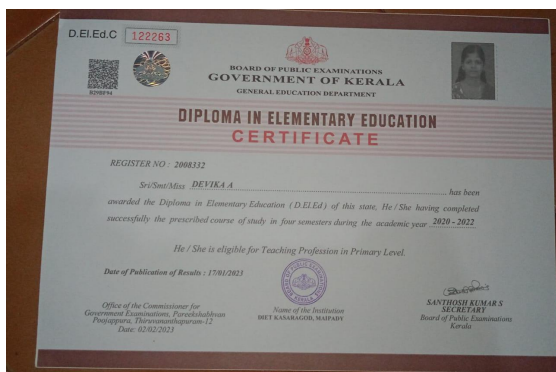 D.El.Ed.C 122263
BOARD OF PUBLIC EXAMINATIONS
GOVERNMENT OF KERALA
GENERAL EDUCATION DEPARTMENT
DIPLOMA IN ELEMENTARY EDUCATION
CERTIFICATE
REGISTER NO : 2008332
Sri/Smt/Miss DEVIKA A has been
awarded the Diploma in Elementary Education (D.El.Ed) of this state. He / She having completed
successfully the prescribed course of study in four semesters during the academic year 2020 - 2022
He / She is eligible for Teaching Profession in Primary Level.
Date of Publication of Results : 17/01/2023
Office of the Commissioner for
Government Examinations, Pareekshabhvan
Poojappura, Thiruvananthapuram-12
Date: 02/02/2023
Name of the Institution
DIET KASARAGOD, MAIPADY
SANTHOSH KUMAR S
SECRETARY
Board of Public Examinations
Kerala